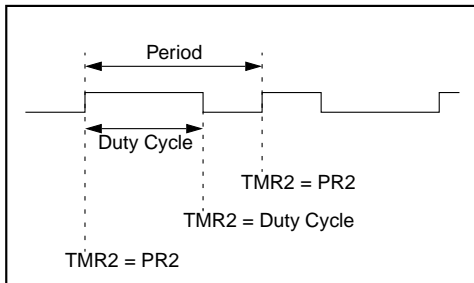 Period
Duty Cycle
TMR2 = PR2
TMR2 = Duty Cycle
TMR2 = PR2